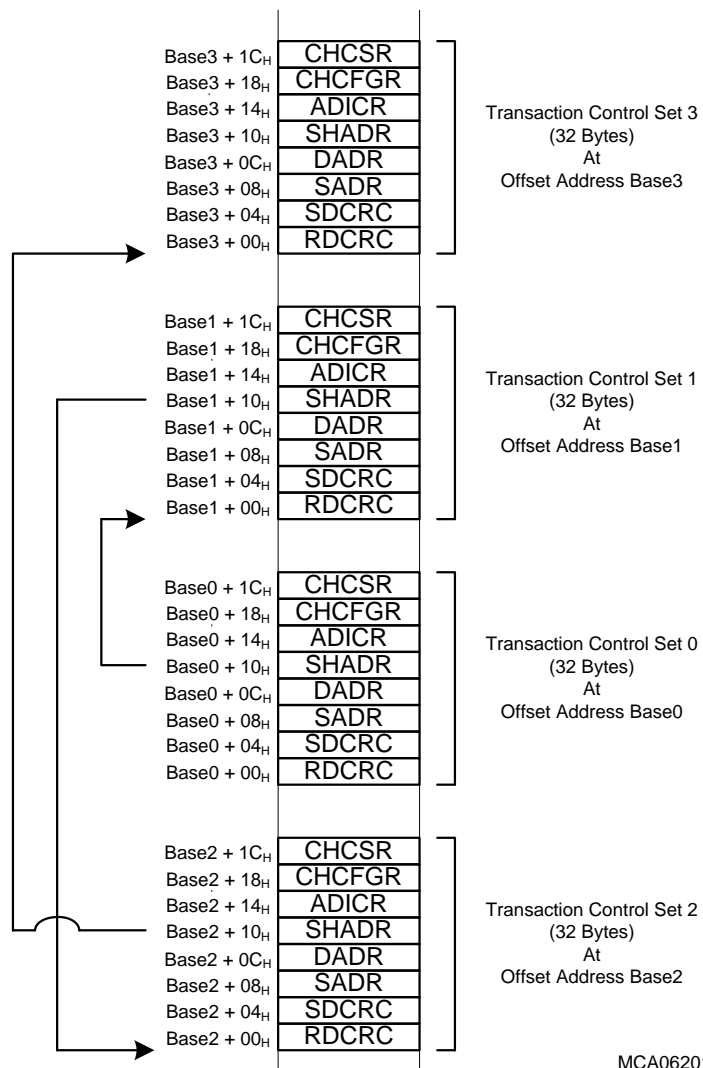 Base3 + 1CH CHCSR
Base3 + 18H CHCFGR
Base3 + 14H ADICR
Base3 + 10H SHADR
Base3 + 0CH DADR
Base3 + 08H SADR
Base3 + 04H SDCRC
Base3 + 00H RDCRC
Transaction Control Set 3
(32 Bytes)
At
Offset Address Base3
Base1 + 1CH CHCSR
Base1 + 18H CHCFGR
Base1 + 14H ADICR
Base1 + 10H SHADR
Base1 + 0CH DADR
Base1 + 08H SADR
Base1 + 04H SDCRC
Base1 + 00H RDCRC
Transaction Control Set 1
(32 Bytes)
At
Offset Address Base1
Base0 + 1CH CHCSR
Base0 + 18H CHCFGR
Base0 + 14H ADICR
Base0 + 10H SHADR
Base0 + 0CH DADR
Base0 + 08H SADR
Base0 + 04H SDCRC
Base0 + 00H RDCRC
Transaction Control Set 0
(32 Bytes)
At
Offset Address Base0
Base2 + 1CH CHCSR
Base2 + 18H CHCFGR
Base2 + 14H ADICR
Base2 + 10H SHADR
Base2 + 0CH DADR
Base2 + 08H SADR
Base2 + 04H SDCRC
Base2 + 00H RDCRC
Transaction Control Set 2
(32 Bytes)
At
Offset Address Base2